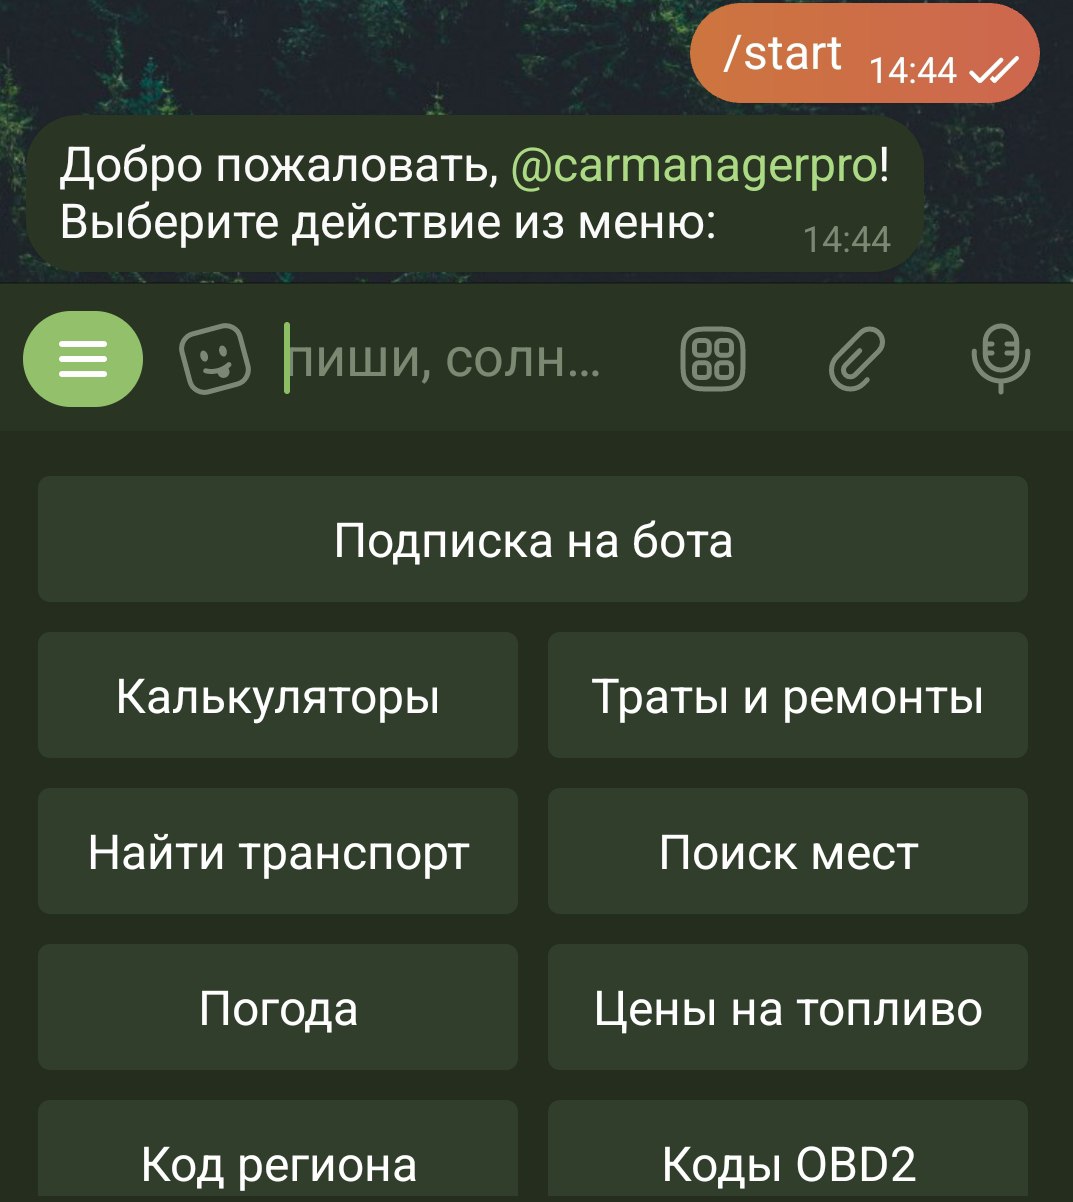 /start 14:44
Добро пожаловать, @carmanagerpro!
Выберите действие из меню:
14:44
пиши, солн...
Подписка на бота
Калькуляторы
Траты и ремонты
Найти транспорт
Поиск мест
Погода
Цены на топливо
Код региона
Коды OBD2